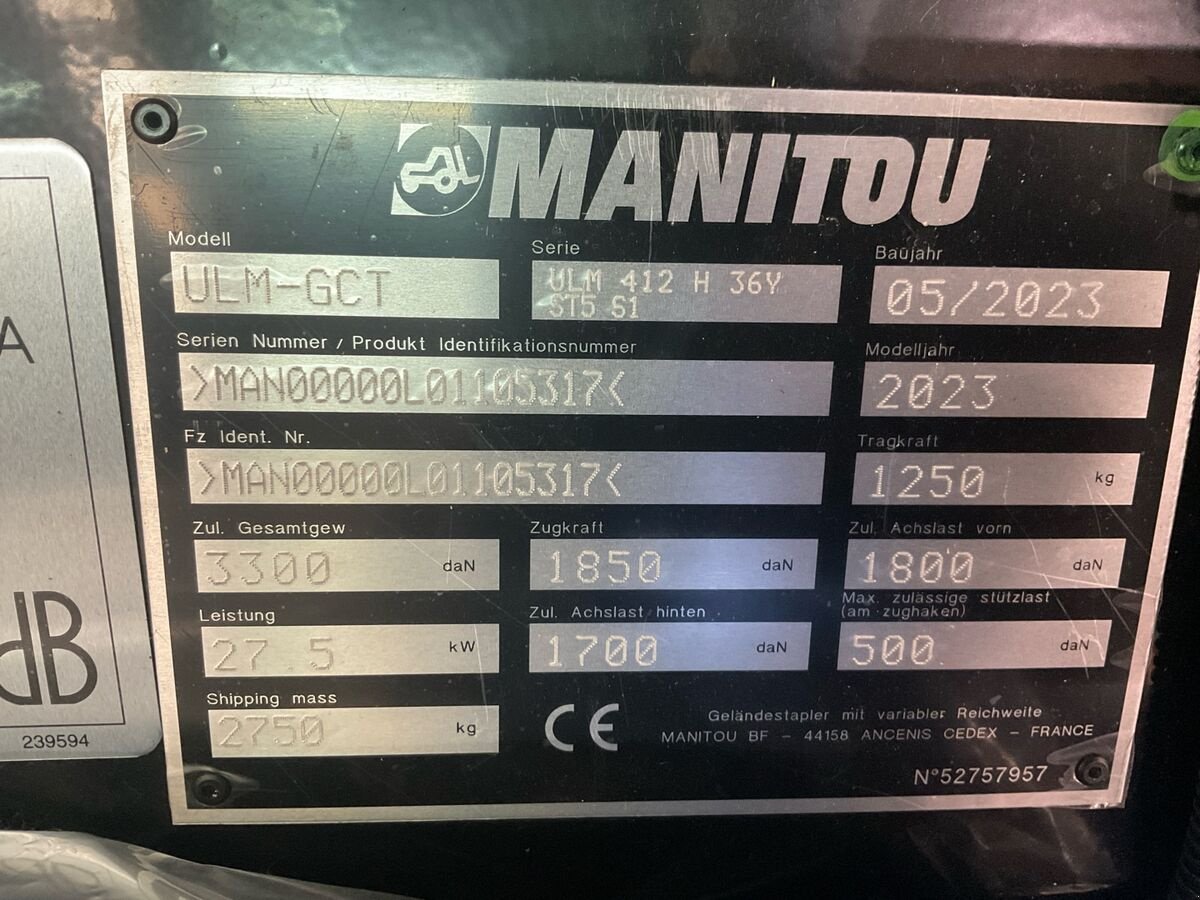 MANITOU
Modell
ULM-GCT
Serie
ULM 412 H 36Y
ST5 S1
Baujahr
05/2023
Serien Nummer / Produkt Identifikationsnummer
>MAN00000L01105317<
Modelljahr
2023
Fz Ident. Nr.
>MAN00000L01105317<
Tragkraft
1250 kg
Zul. Gesamtgew
3300 daN
Zugkraft
1850 daN
Zul. Achslast vorn
1800 daN
Leistung
27.5 kW
Zul. Achslast hinten
1700 daN
Max. zulässige stützlast
(am zughaken)
500 daN
Shipping mass
2750 kg
CE
Geländestapler mit variabler Reichweite
MANITOU BF - 44158 ANCENIS CEDEX - FRANCE
N°52757957
A
dB
239594